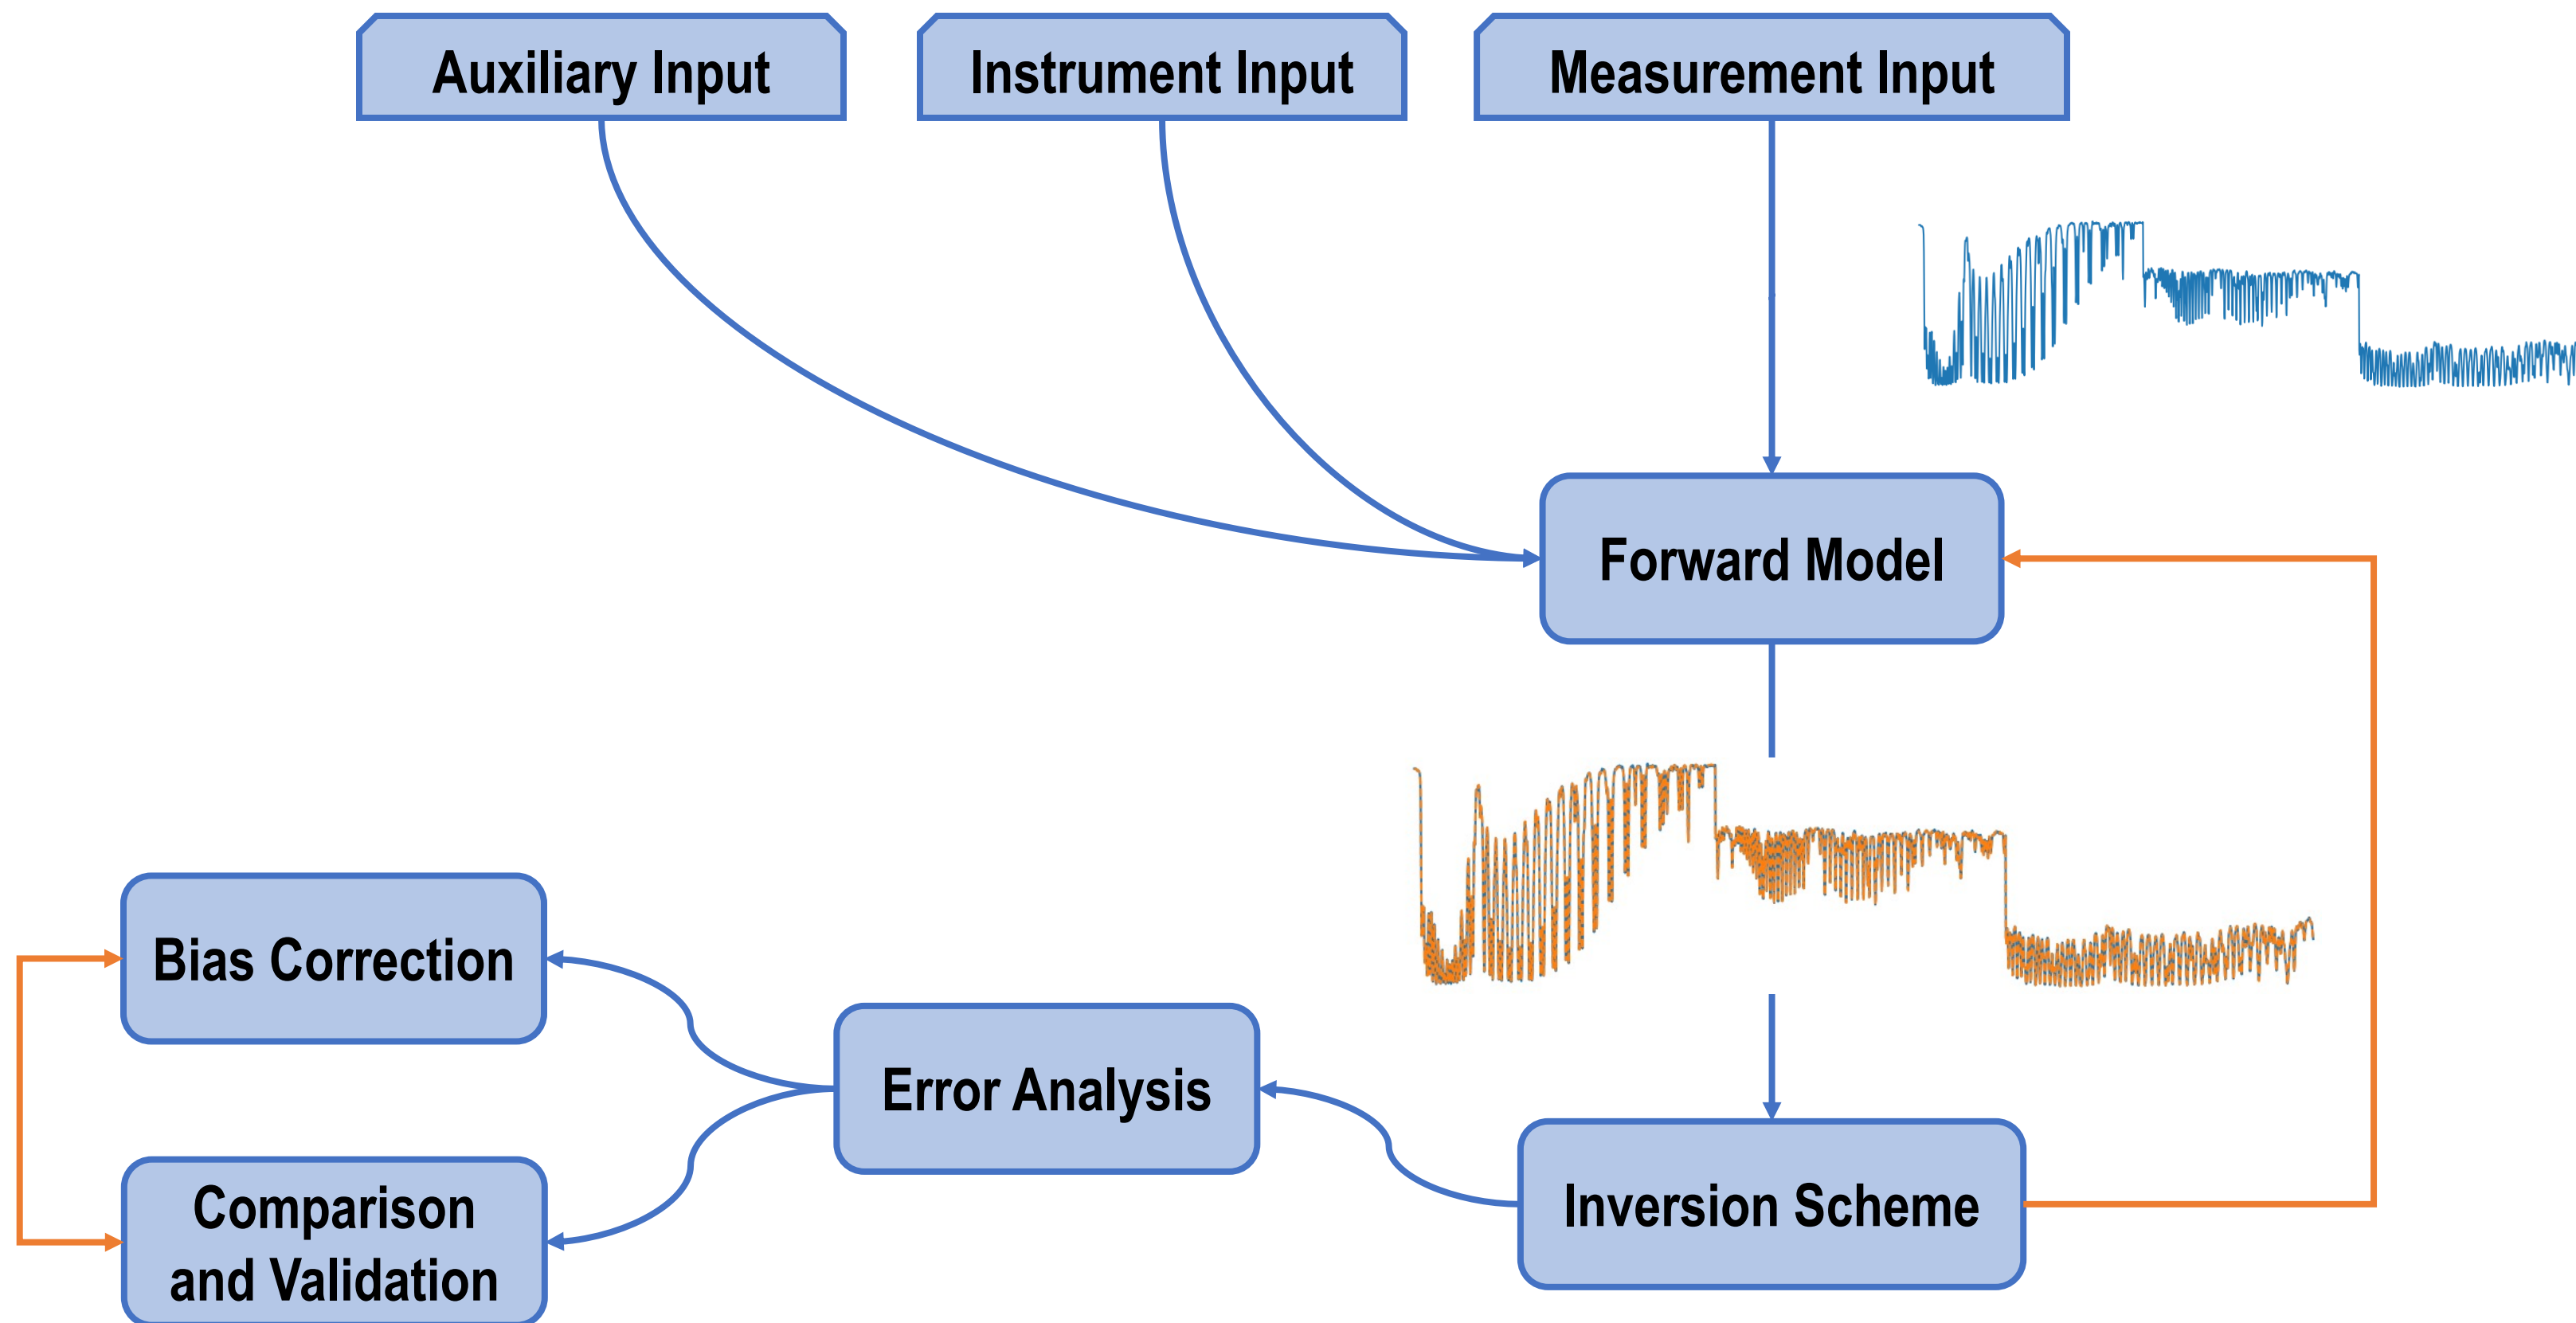 Auxiliary Input
Instrument Input
Measurement Input
Forward Model
Bias Correction
Error Analysis
Comparison
and Validation
Inversion Scheme